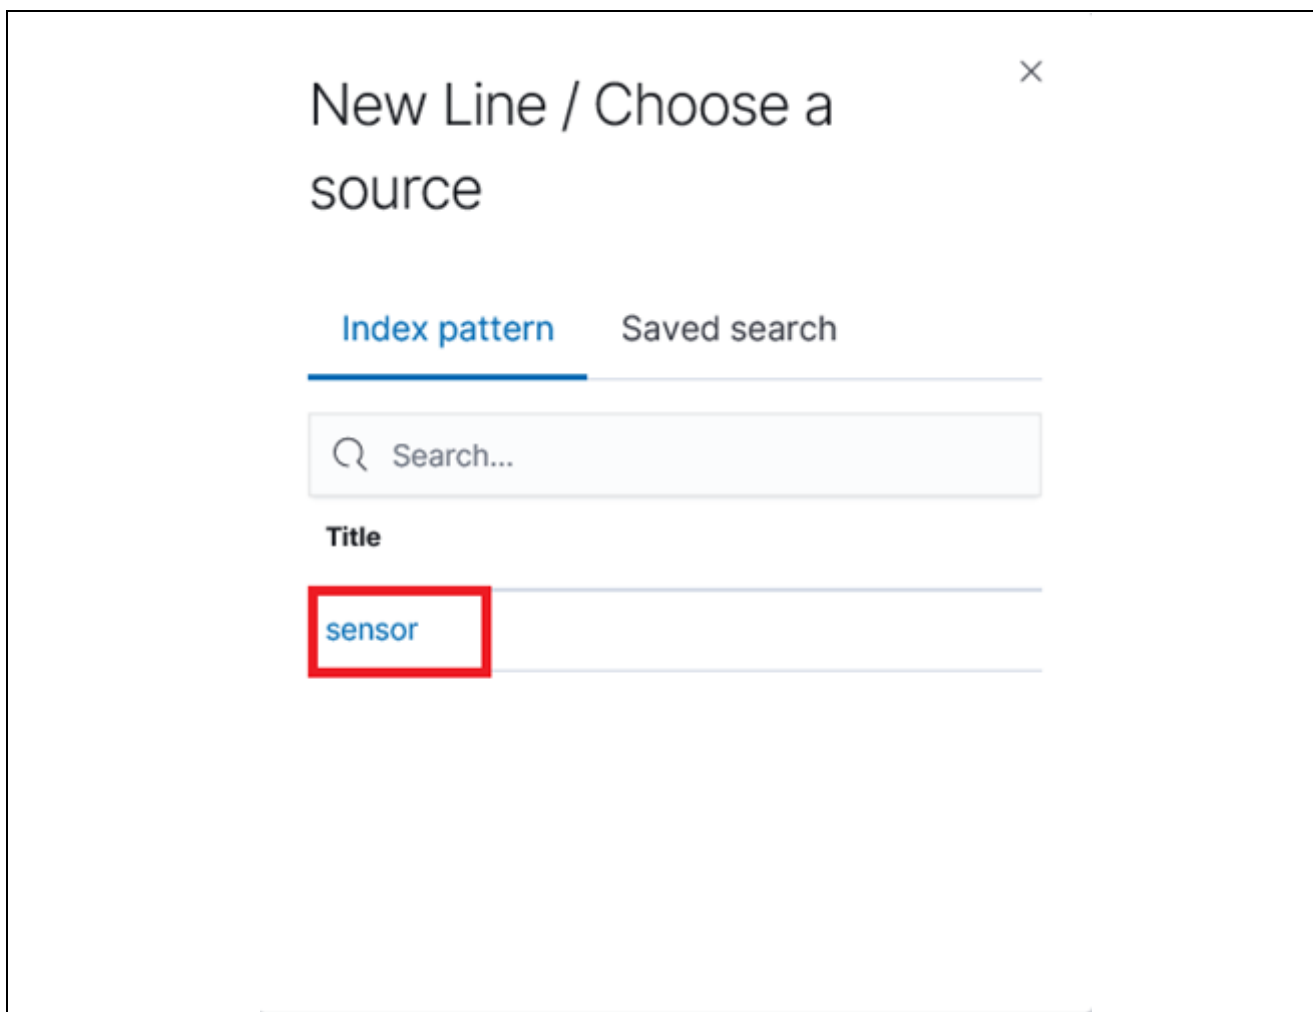 New Line / Choose a
source
Index pattern Saved search
Search...
Title
sensor